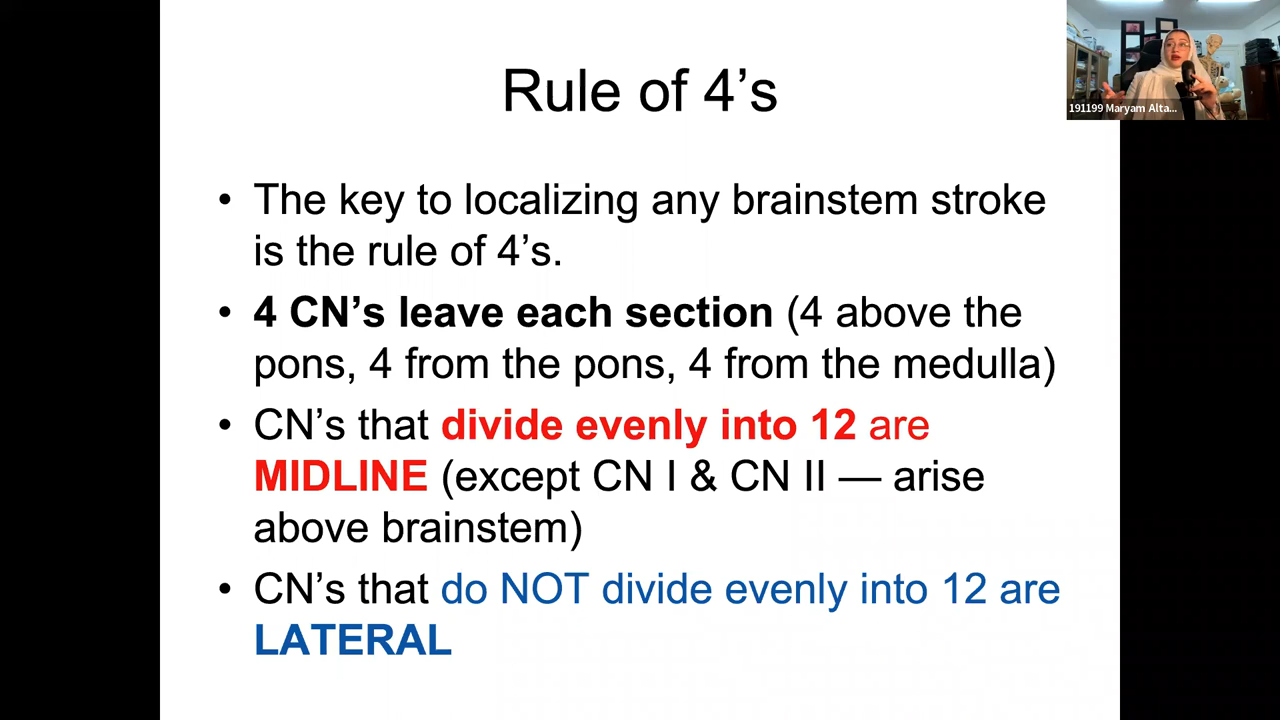 Rule of 4’s
• The key to localizing any brainstem stroke
is the rule of 4’s.
• 4 CN’s leave each section (4 above the
pons, 4 from the pons, 4 from the medulla)
• CN’s that divide evenly into 12 are
MIDLINE (except CN I & CN II — arise
above brainstem)
• CN’s that do NOT divide evenly into 12 are
LATERAL
191199 Maryam Alta...